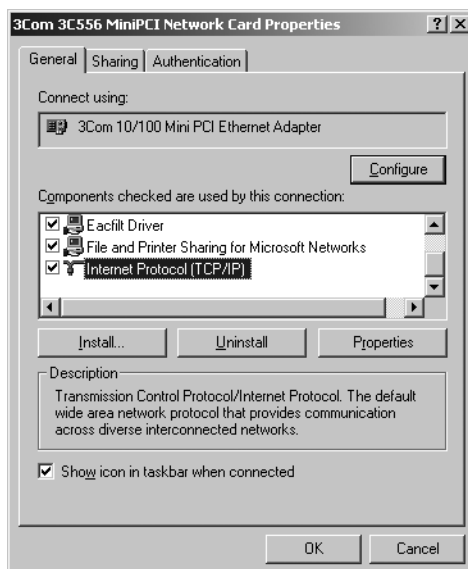 3Com 3C556 MiniPCI Network Card Properties
General Sharing Authentication
Connect using:
3Com 10/100 Mini PCI Ethernet Adapter
Configure
Components checked are used by this connection:
Eacfilt Driver
File and Printer Sharing for Microsoft Networks
Internet Protocol (TCP/IP)
Install... Uninstall Properties
Description
Transmission Control Protocol/Internet Protocol. The default
wide area network protocol that provides communication
across diverse interconnected networks.
Show icon in taskbar when connected
OK Cancel